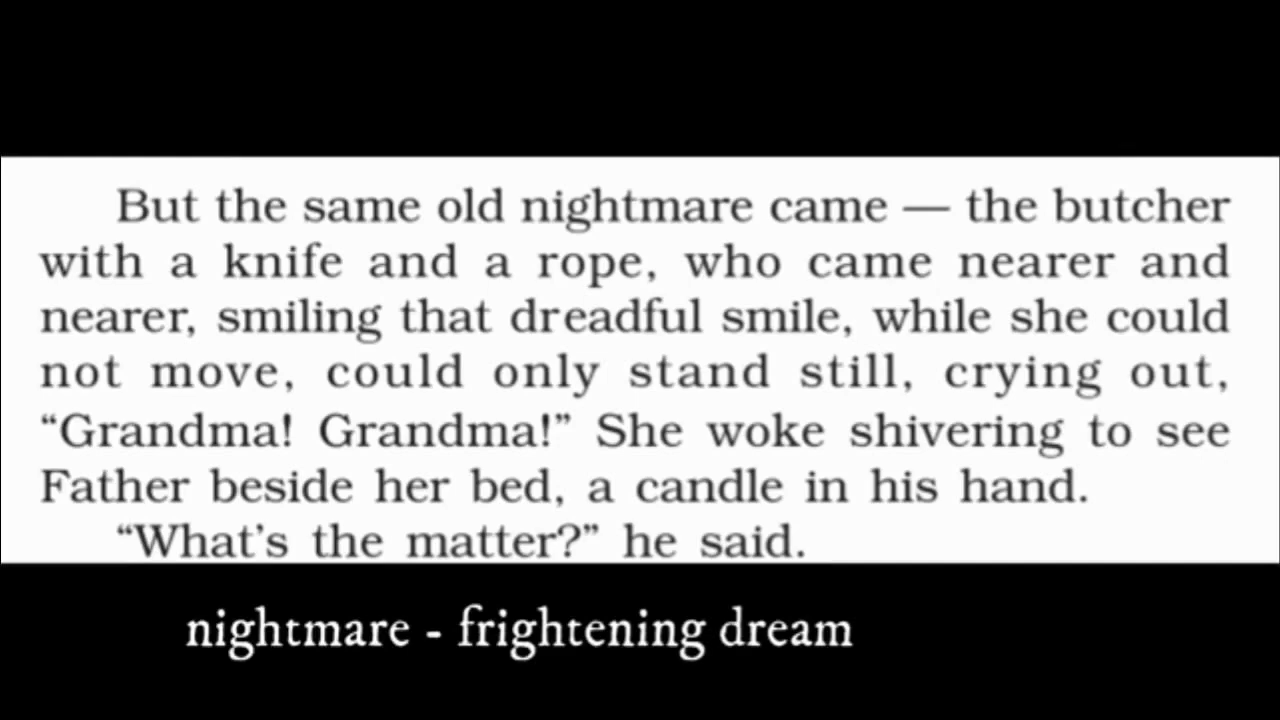 But the same old nightmare came — the butcher
with a knife and a rope, who came nearer and
nearer, smiling that dreadful smile, while she could
not move, could only stand still, crying out,
“Grandma! Grandma!” She woke shivering to see
Father beside her bed, a candle in his hand.
“What’s the matter?” he said.
nightmare - frightening dream